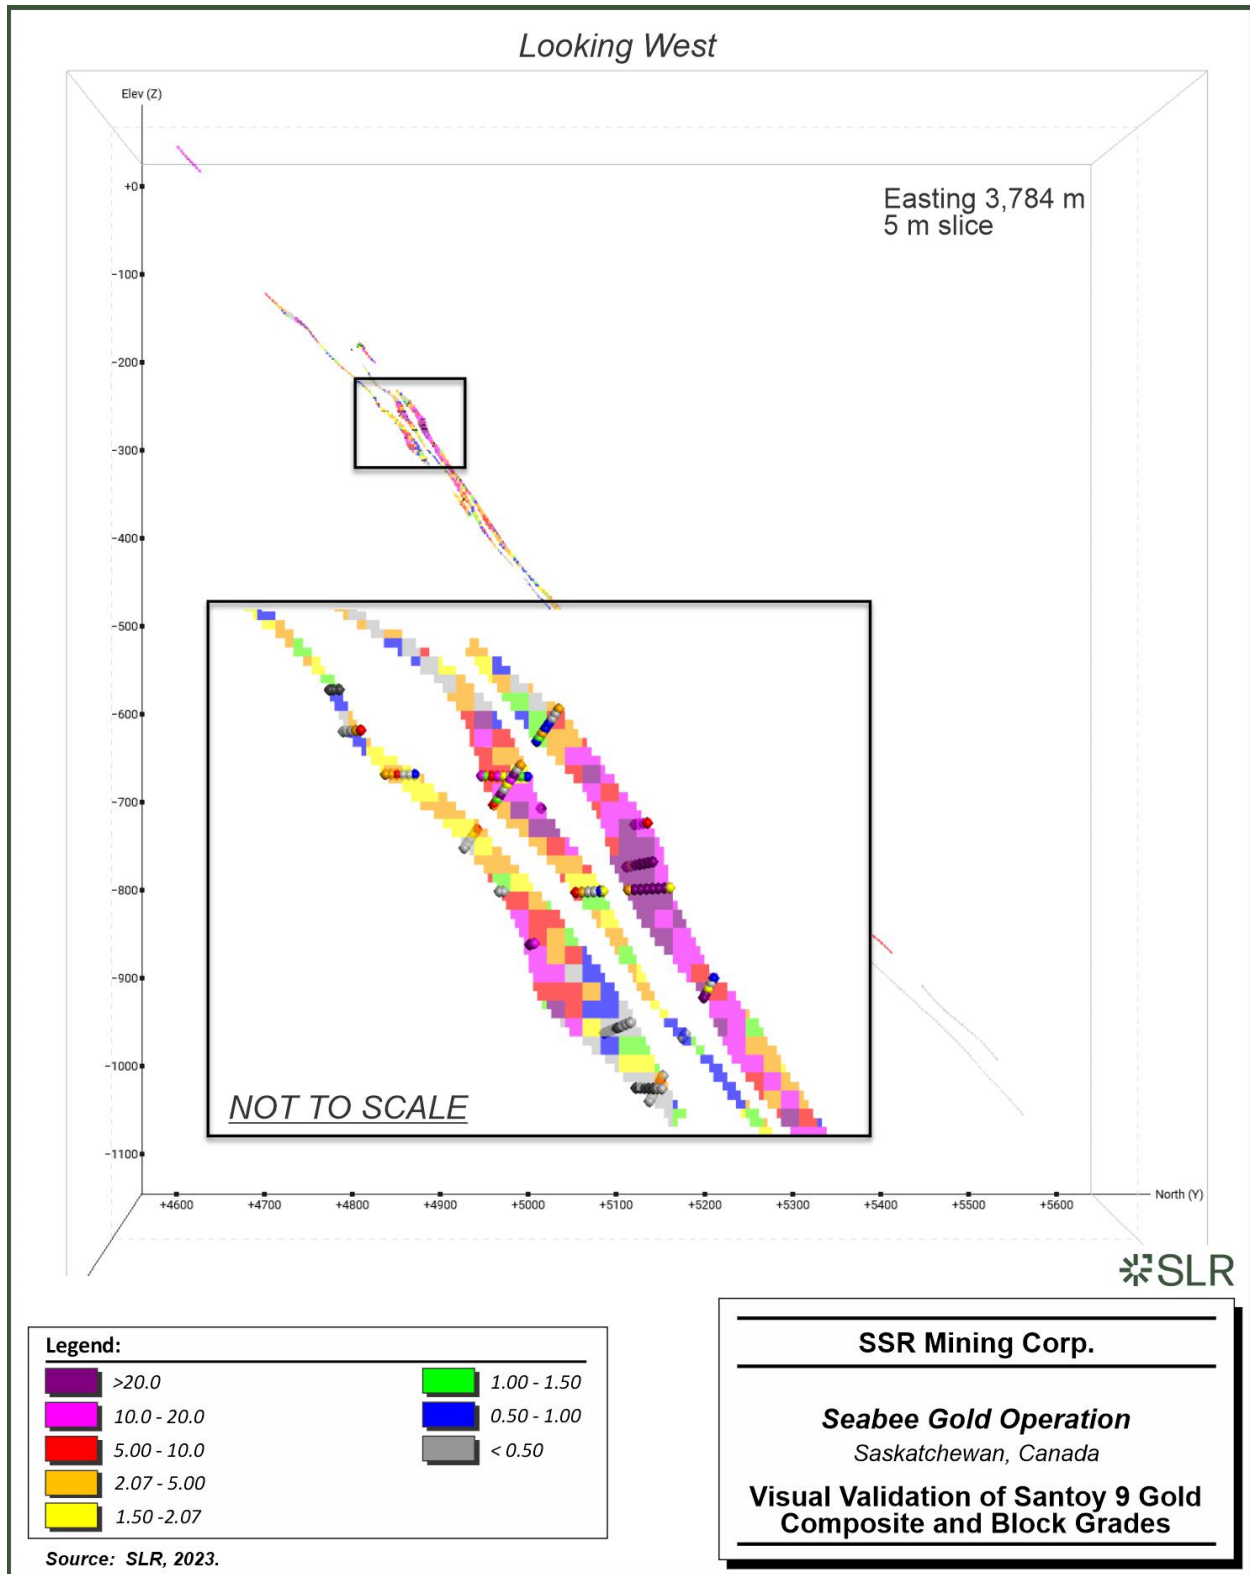 Looking West
Elev (Z)
Easting 3,784 m
5 m slice
+0
−100
−200
−300
−400
−500
−600
−700
−800
−900
−1000
−1100
NOT TO SCALE
+4600 +4700 +4800 +4900 +5000 +5100 +5200 +5300 +5400 +5500 +5600
North (Y)
SLR
Legend:
>20.0
10.0 - 20.0
5.00 - 10.0
2.07 - 5.00
1.50 -2.07
1.00 - 1.50
0.50 - 1.00
< 0.50
Source: SLR, 2023.
SSR Mining Corp.
Seabee Gold Operation
Saskatchewan, Canada
Visual Validation of Santoy 9 Gold
Composite and Block Grades